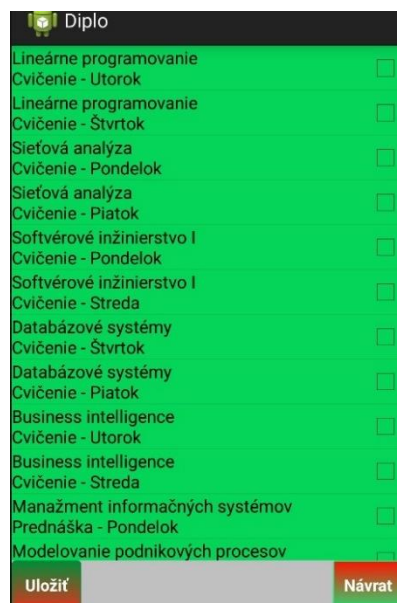 Diplo
Lineárne programovanie
Cvičenie - Utorok
Lineárne programovanie
Cvičenie - Štvrtok
Sieťová analýza
Cvičenie - Pondelok
Sieťová analýza
Cvičenie - Piatok
Softvérové inžinierstvo I
Cvičenie - Pondelok
Softvérové inžinierstvo I
Cvičenie - Streda
Databázové systémy
Cvičenie - Štvrtok
Databázové systémy
Cvičenie - Piatok
Business intelligence
Cvičenie - Utorok
Business intelligence
Cvičenie - Streda
Manažment informačných systémov
Prednáška - Pondelok
Modelovanie podnikových procesov
Uložiť
Návrat